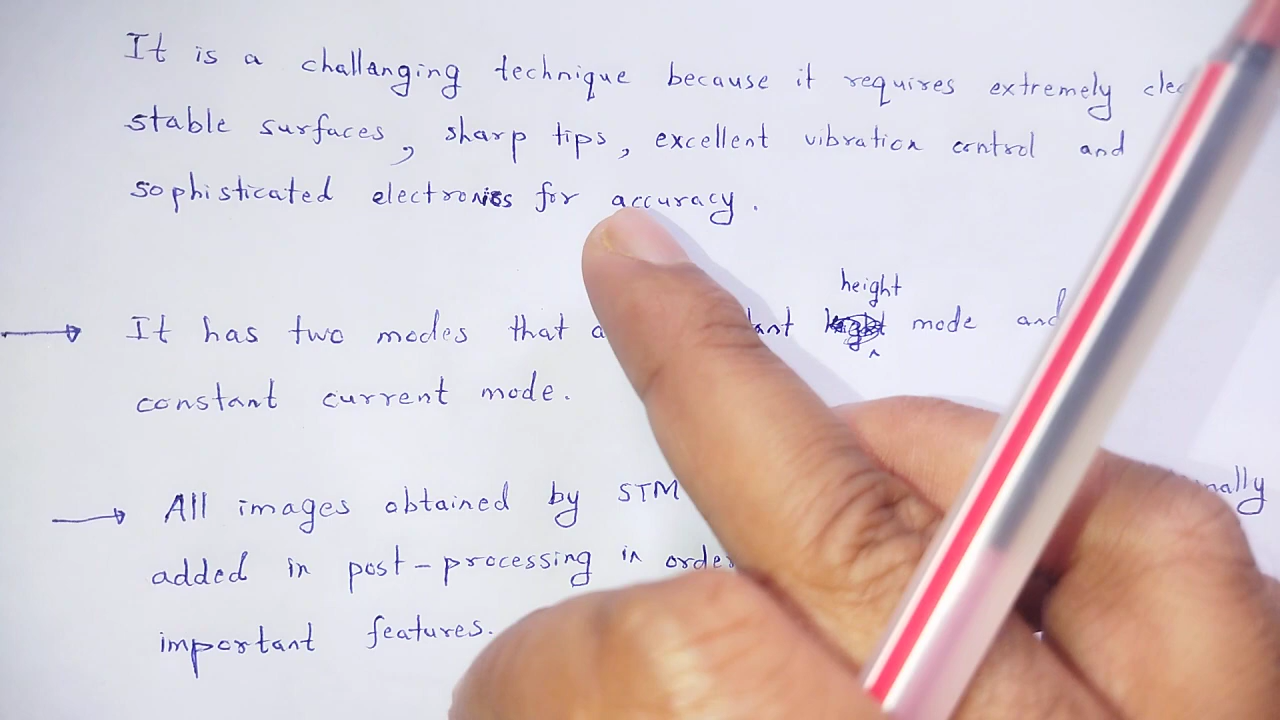 It is a challanging technique because it requires extremely
stable surfaces, sharp tips, excellent vibration control and
sophisticated electronics for accuracy.
height
It has two modes that mode and
constant current mode.
All images obtained by STM
added in post-processing in order
important features.